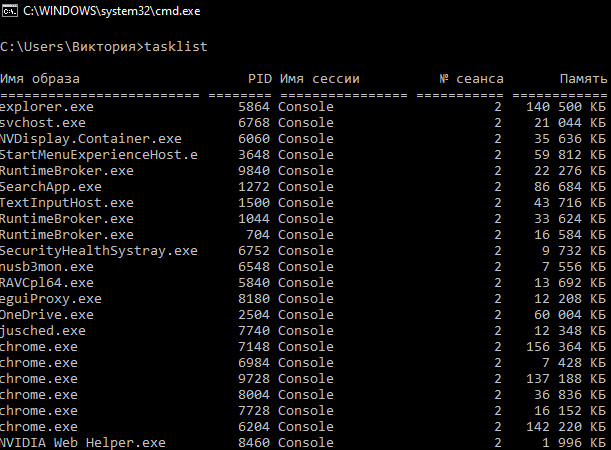 C:\WINDOWS\system32\cmd.exe
C:\Users\Виктория>tasklist
Имя образа                     PID Имя сессии          № сеанса       Память
========================= ======== ================ =========== ============
explorer.exe                  5864 Console                    2   140 500 КБ
svchost.exe                   6768 Console                    2    21 044 КБ
NVDisplay.Container.exe       6060 Console                    2    35 636 КБ
StartMenuExperienceHost.e     3648 Console                    2    59 812 КБ
RuntimeBroker.exe             9840 Console                    2    22 276 КБ
SearchApp.exe                 1272 Console                    2    86 684 КБ
TextInputHost.exe             1500 Console                    2    43 716 КБ
RuntimeBroker.exe             1044 Console                    2    33 624 КБ
RuntimeBroker.exe              704 Console                    2    16 584 КБ
SecurityHealthSystray.exe     6752 Console                    2     9 732 КБ
nusb3mon.exe                  6548 Console                    2     7 556 КБ
RAVCpl64.exe                  5840 Console                    2    13 692 КБ
eguiProxy.exe                 8180 Console                    2    12 208 КБ
OneDrive.exe                  2504 Console                    2    60 004 КБ
jusched.exe                   7740 Console                    2    12 348 КБ
chrome.exe                    7148 Console                    2   156 364 КБ
chrome.exe                    6984 Console                    2     7 428 КБ
chrome.exe                    9728 Console                    2   137 188 КБ
chrome.exe                    8004 Console                    2    36 836 КБ
chrome.exe                    7728 Console                    2    16 152 КБ
chrome.exe                    6204 Console                    2   142 220 КБ
NVIDIA Web Helper.exe         8460 Console                    2     1 996 КБ